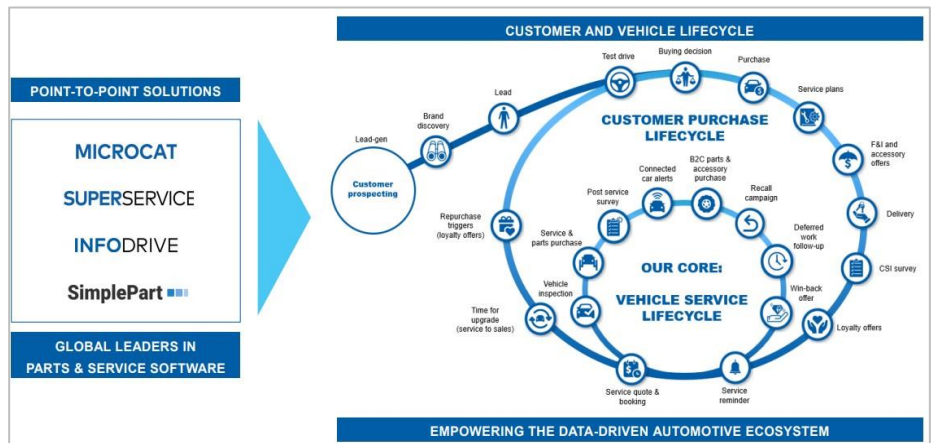 CUSTOMER AND VEHICLE LIFECYCLE
POINT-TO-POINT SOLUTIONS
MICROCAT
SUPERSERVICE
INFODRIVE
SimplePart
GLOBAL LEADERS IN
PARTS & SERVICE SOFTWARE
Lead-gen
Customer
prospecting
Brand
discovery
Lead
Test drive
Buying decision
Purchase
Service plans
F&I and
accessory
offers
Delivery
CSI survey
Loyalty offers
Service
reminder
Service quote &
booking
Time for
upgrade
(service to sales)
Repurchase
triggers
(loyalty offers)
CUSTOMER PURCHASE
LIFECYCLE
Vehicle
inspection
Service &
parts purchase
Post service
survey
Connected
car alerts
B2C parts &
accessory
purchase
Recall
campaign
Deferred
work
follow-up
Win-back
offer
OUR CORE:
VEHICLE SERVICE
LIFECYCLE
EMPOWERING THE DATA-DRIVEN AUTOMOTIVE ECOSYSTEM